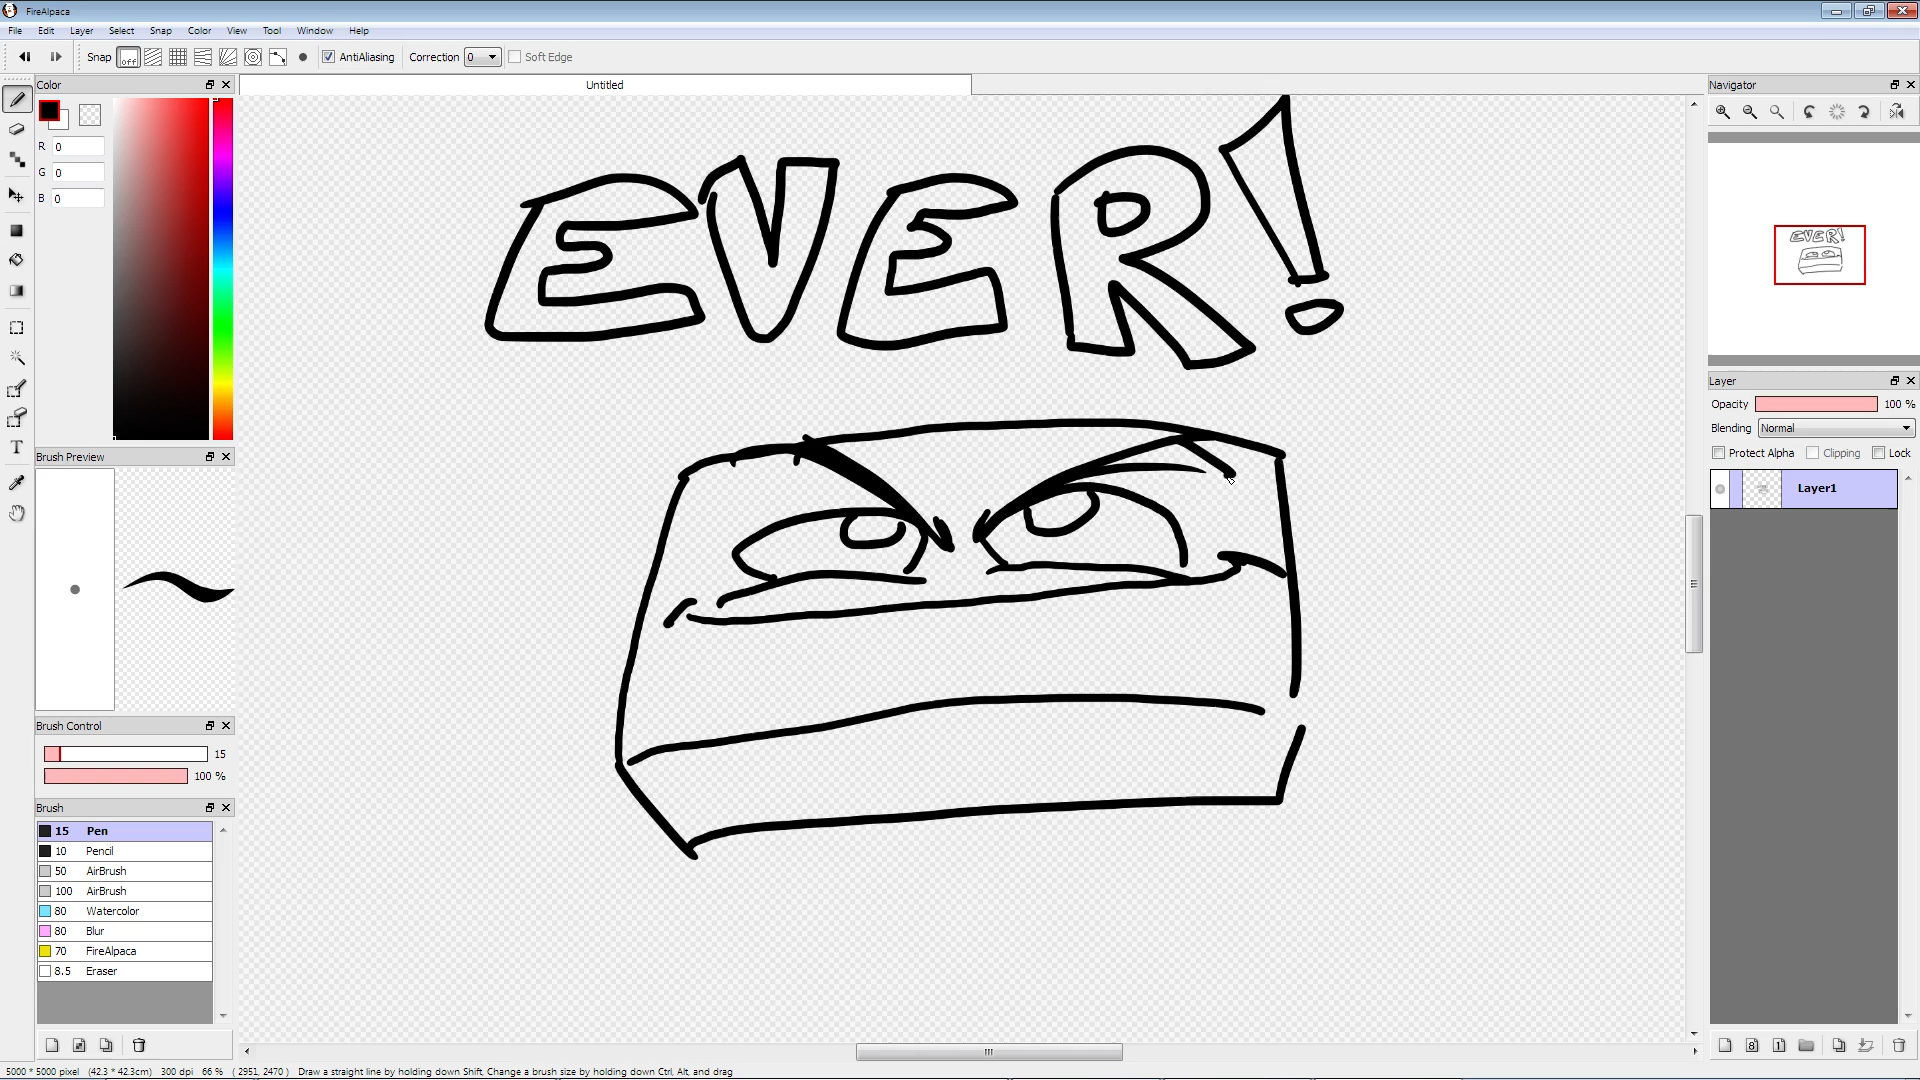 FireAlpaca
File Edit Layer Select Snap Color View Tool Window Help
Snap off AntiAliasing Correction 0 Soft Edge
Color
Untitled
Navigator
R 0
G 0
B 0
EVER!
EVER!
Layer
Opacity 100 %
Blending Normal
Protect Alpha Clipping Lock
Brush Preview
Layer1
Brush Control
15
100 %
Brush
15 Pen
10 Pencil
50 AirBrush
100 AirBrush
80 Watercolor
80 Blur
70 FireAlpaca
8.5 Eraser
8 1
5000 * 5000 pixel (42.3 * 42.3cm) 300 dpi 66 % ( 2951, 2470 ) Draw a straight line by holding down Shift, Change a brush size by holding down Ctrl, Alt, and drag